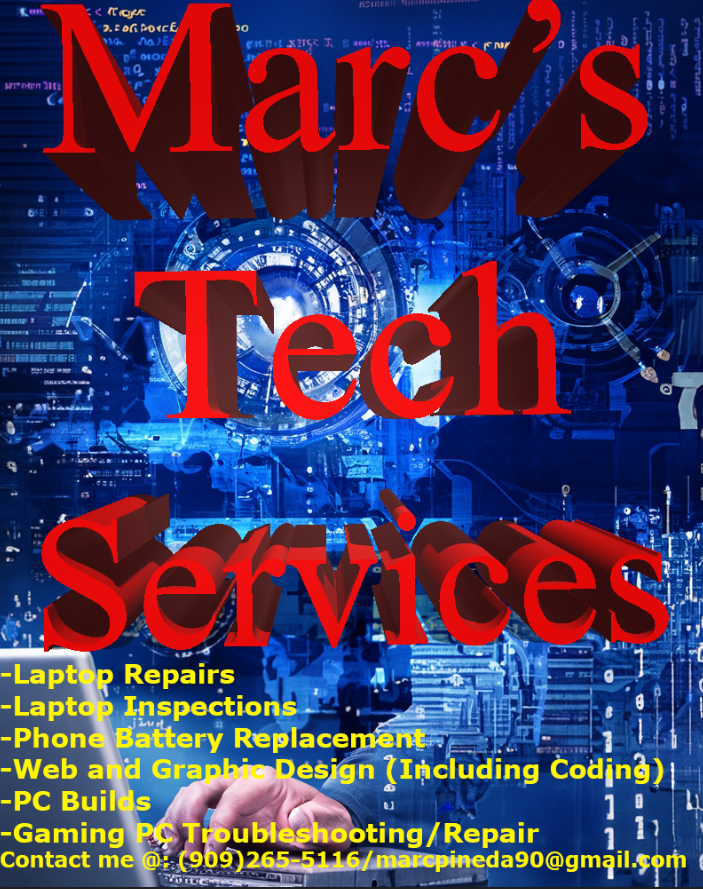 Marc's
Tech
Services
-Laptop Repairs
-Laptop Inspections
-Phone Battery Replacement
-Web and Graphic Design (Including Coding)
-PC Builds
-Gaming PC Troubleshooting/Repair
Contact me @: (909)265-5116/marcpineda90@gmail.com